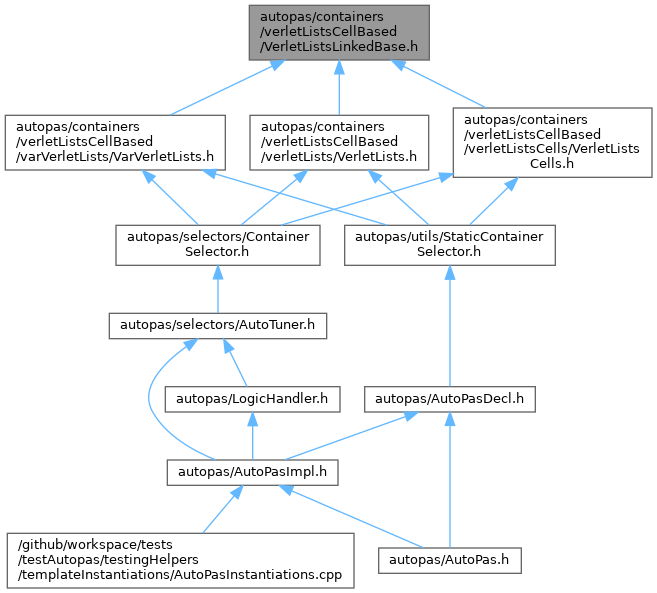 autopas/containers
/verletListsCellBased
/VerletListsLinkedBase.h
autopas/containers
/verletListsCellBased
/varVerletLists/VarVerletLists.h
autopas/containers
/verletListsCellBased
/verletLists/VerletLists.h
autopas/containers
/verletListsCellBased
/verletListsCells/VerletLists
Cells.h
autopas/selectors/Container
Selector.h
autopas/utils/StaticContainer
Selector.h
autopas/selectors/AutoTuner.h
autopas/LogicHandler.h
autopas/AutoPasDecl.h
autopas/AutoPasImpl.h
/github/workspace/tests
/testAutopas/testingHelpers
/templateInstantiations/AutoPasInstantiations.cpp
autopas/AutoPas.h